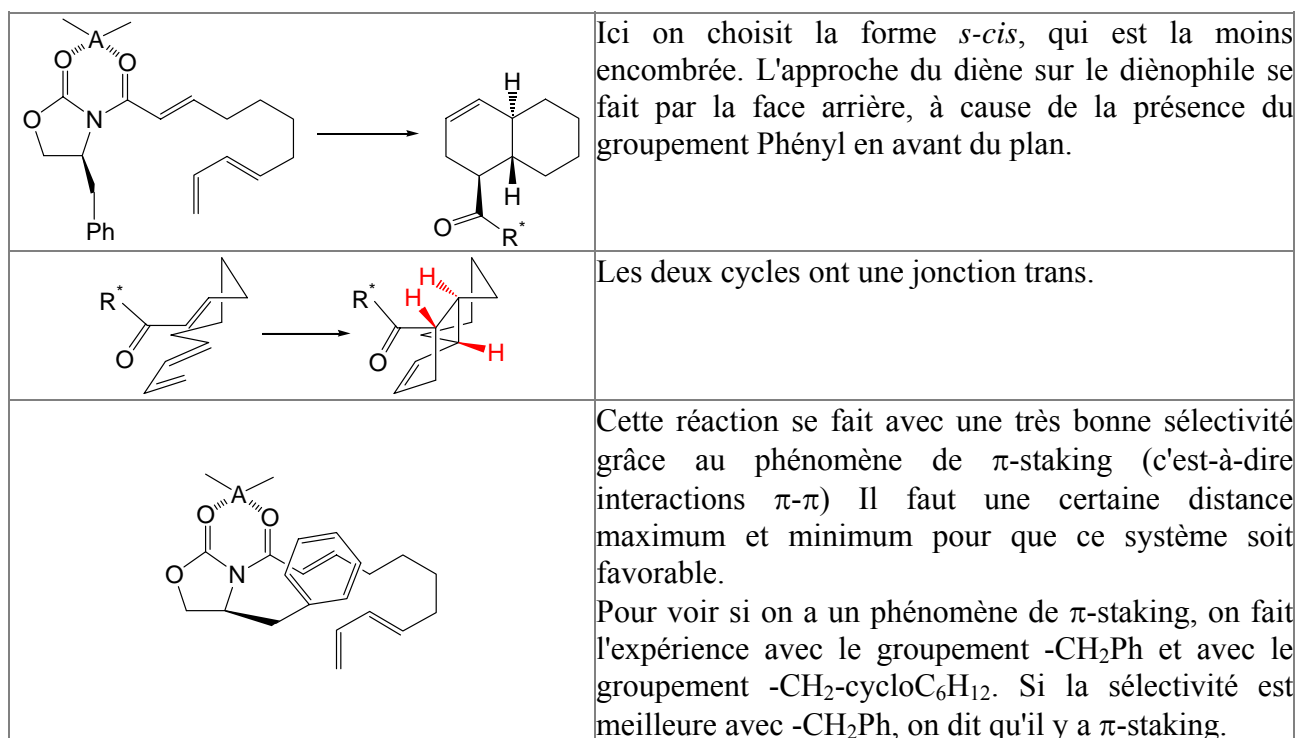 A
O
O
O
N
Ph
H
H
O
R*
Ici on choisit la forme s-cis, qui est la moins
encombrée. L'approche du diène sur le diènophile se
fait par la face arrière, à cause de la présence du
groupement Phényl en avant du plan.
R*
O
R*
H
H
O
H
Les deux cycles ont une jonction trans.
A
O
O
O
N
Cette réaction se fait avec une très bonne sélectivité
grâce au phénomène de π-staking (c'est-à-dire
interactions π-π) Il faut une certaine distance
maximum et minimum pour que ce système soit
favorable.
Pour voir si on a un phénomène de π-staking, on fait
l'expérience avec le groupement -CH₂Ph et avec le
groupement -CH₂-cycloC₆H₁₂. Si la sélectivité est
meilleure avec -CH₂Ph, on dit qu'il y a π-staking.